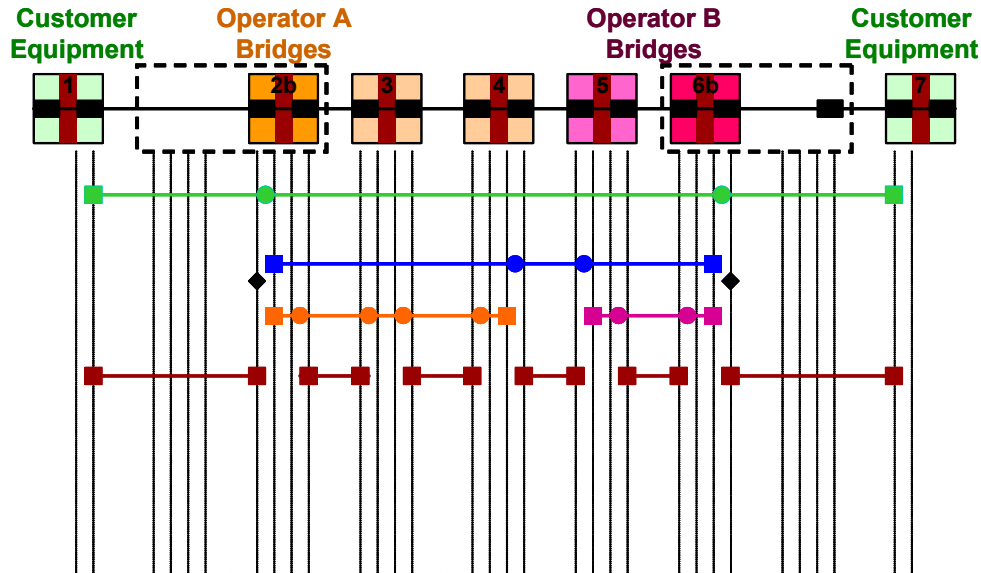 Customer
Equipment
Operator A
Bridges
Operator B
Bridges
Customer
Equipment
1
2b
3
4
5
6b
7